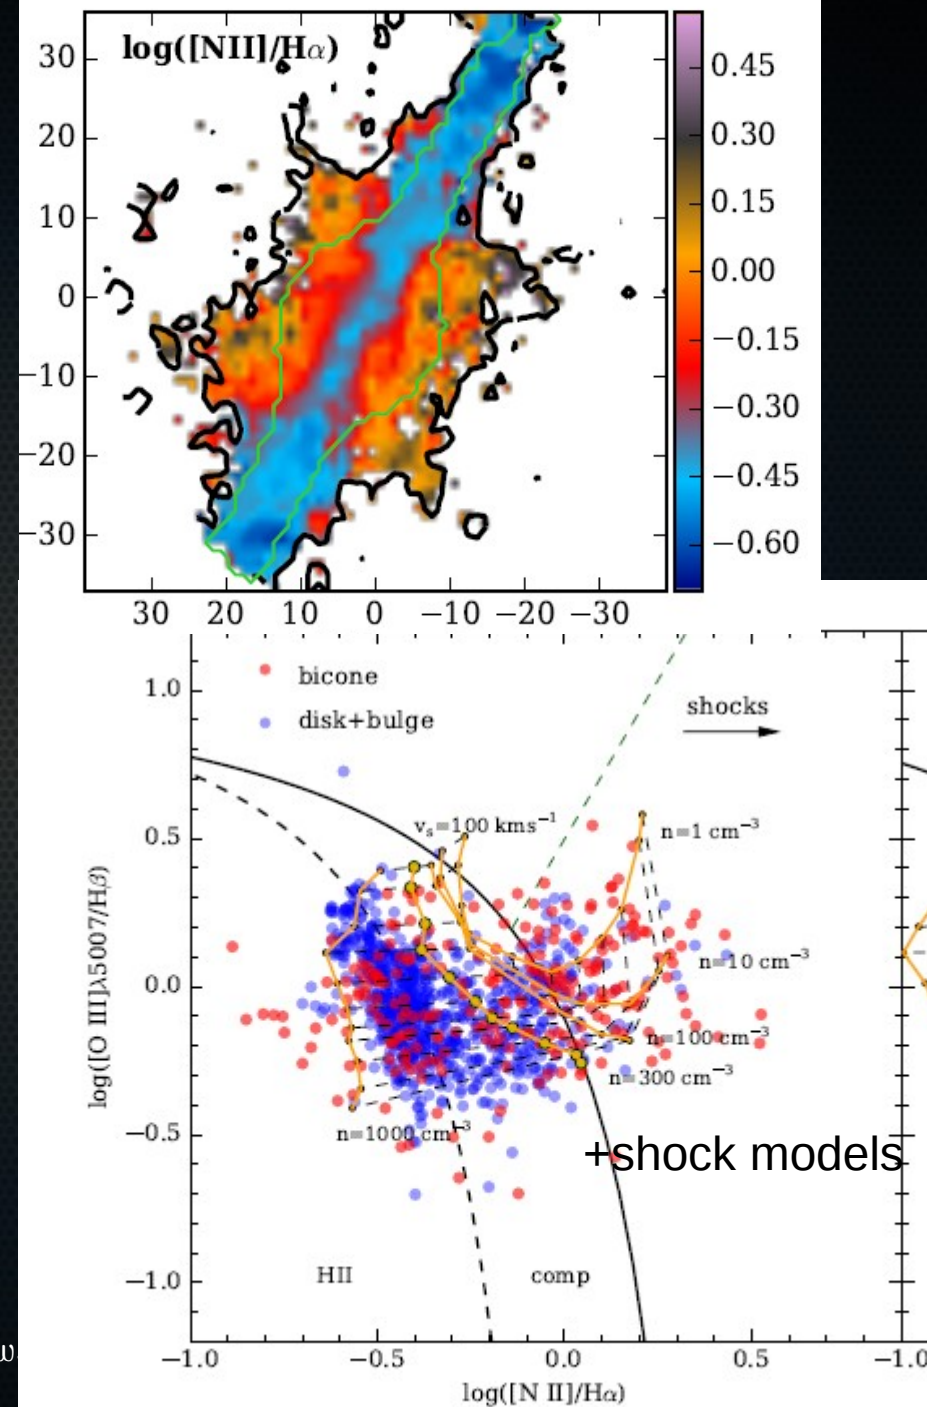 log([NII]/Hα)
30
20
10
0
−10
−20
−30
30 20 10 0 −10 −20 −30
0.45
0.30
0.15
0.00
−0.15
−0.30
−0.45
−0.60
bicone
disk+bulge
shocks
vₛ=100 kms⁻¹
n=1 cm⁻³
n=10 cm⁻³
n=100 cm⁻³
n=300 cm⁻³
n=1000 cm⁻³
+shock models
HII comp
log([O III]λ5007/Hβ)
1.0
0.5
0.0
−0.5
−1.0
−1.0 −0.5 0.0 0.5 −1.0
log([N II]/Hα)